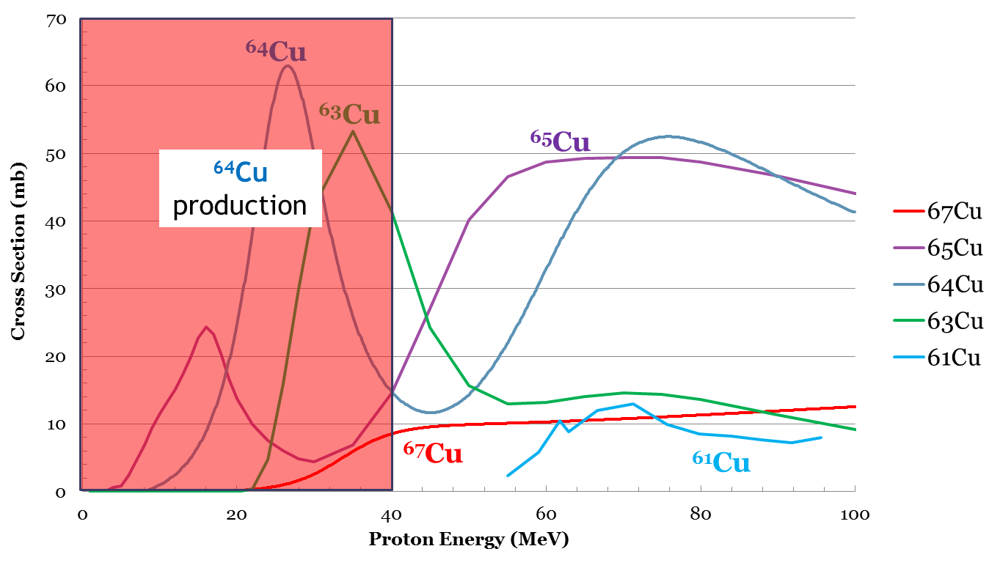 70
60
50
40
30
20
10
0
Cross Section (mb)
⁶⁴Cu
⁶³Cu
⁶⁴Cu
production
⁶⁵Cu
⁶⁷Cu
⁶¹Cu
0 20 40 60 80 100
Proton Energy (MeV)
67Cu
65Cu
64Cu
63Cu
61Cu